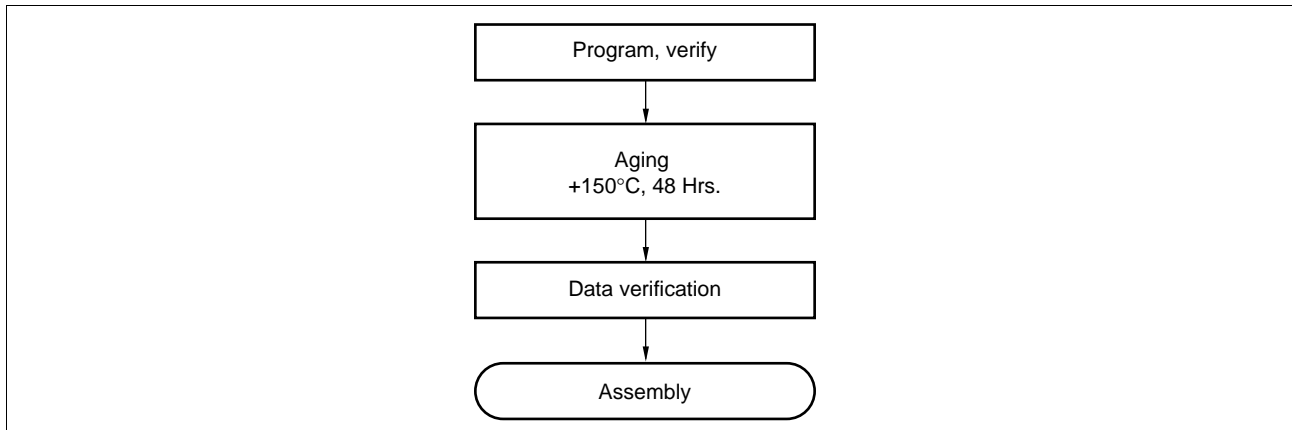 Program, verify
Aging
+150°C, 48 Hrs.
Data verification
Assembly